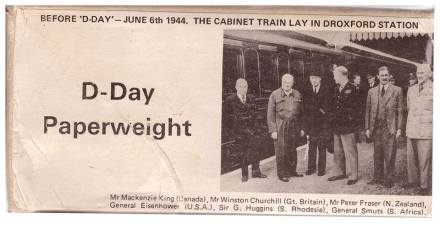 BEFORE 'D-DAY' – JUNE 6th 1944. THE CABINET TRAIN LAY IN DROXFORD STATION
D-Day
Paperweight
Mr Mackenzie King (Canada), Mr Winston Churchill (Gt. Britain), Mr Peter Fraser (N. Zealand),
General Eisenhower (U.S.A.), Sir G. Huggins (S. Rhodesia), General Smuts (S. Africa).